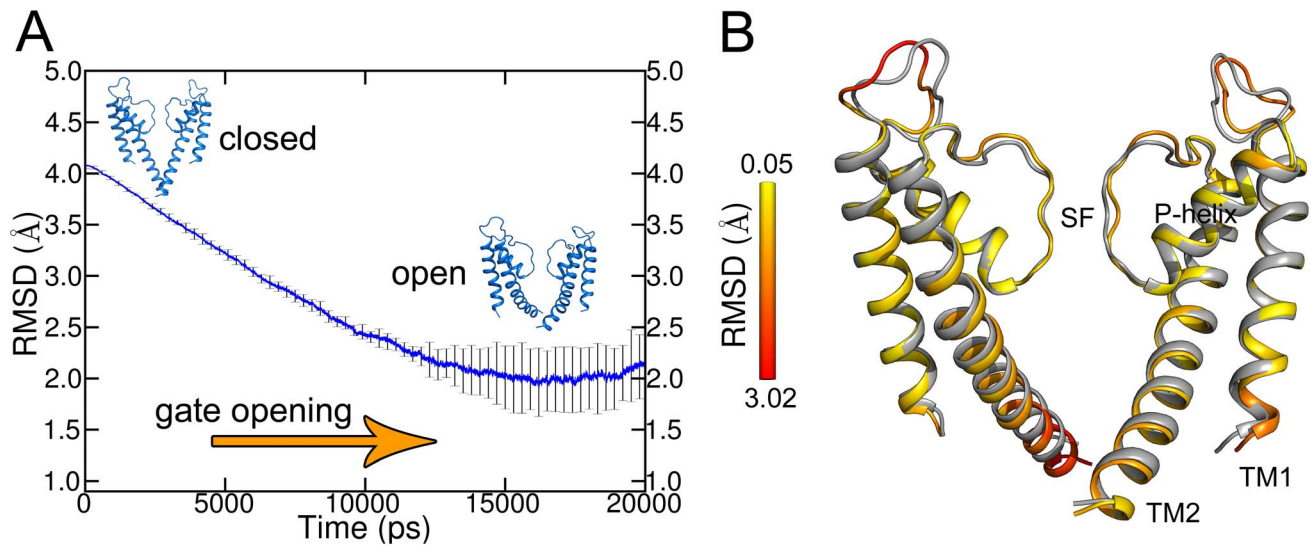 A
RMSD (Å)
5.0
4.5
4.0
3.5
3.0
2.5
2.0
1.5
1.0
closed
open
gate opening
5.0
4.5
4.0
3.5
3.0
2.5
2.0
1.5
1.0
0
5000
10000
15000
20000
Time (ps)
B
0.05
RMSD (Å)
3.02
SF
P-helix
TM1
TM2